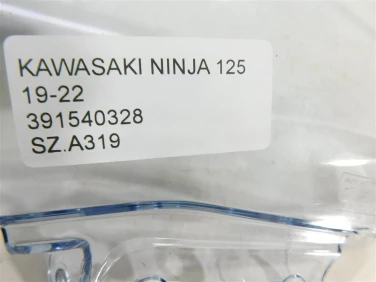 KAWASAKI NINJA 125
19-22
391540328
SZ.A319